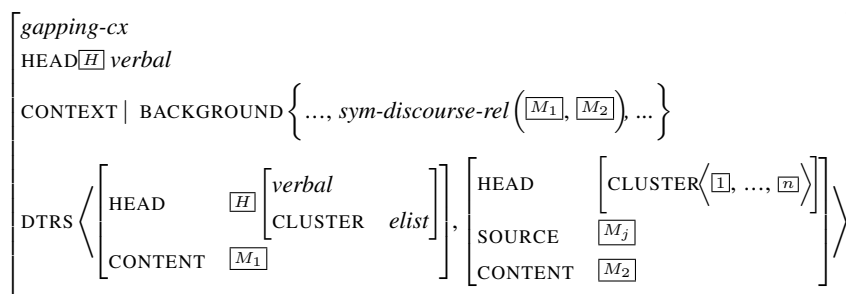 gapping-cx
HEAD H verbal
CONTEXT | BACKGROUND { ..., sym-discourse-rel ( M1, M2 ), ... }
DTRS ⟨ [ HEAD H [ verbal CLUSTER elist ] CONTENT M1 ], [ HEAD [ CLUSTER ⟨ 1, ..., n ⟩ ] SOURCE Mj CONTENT M2 ] ⟩